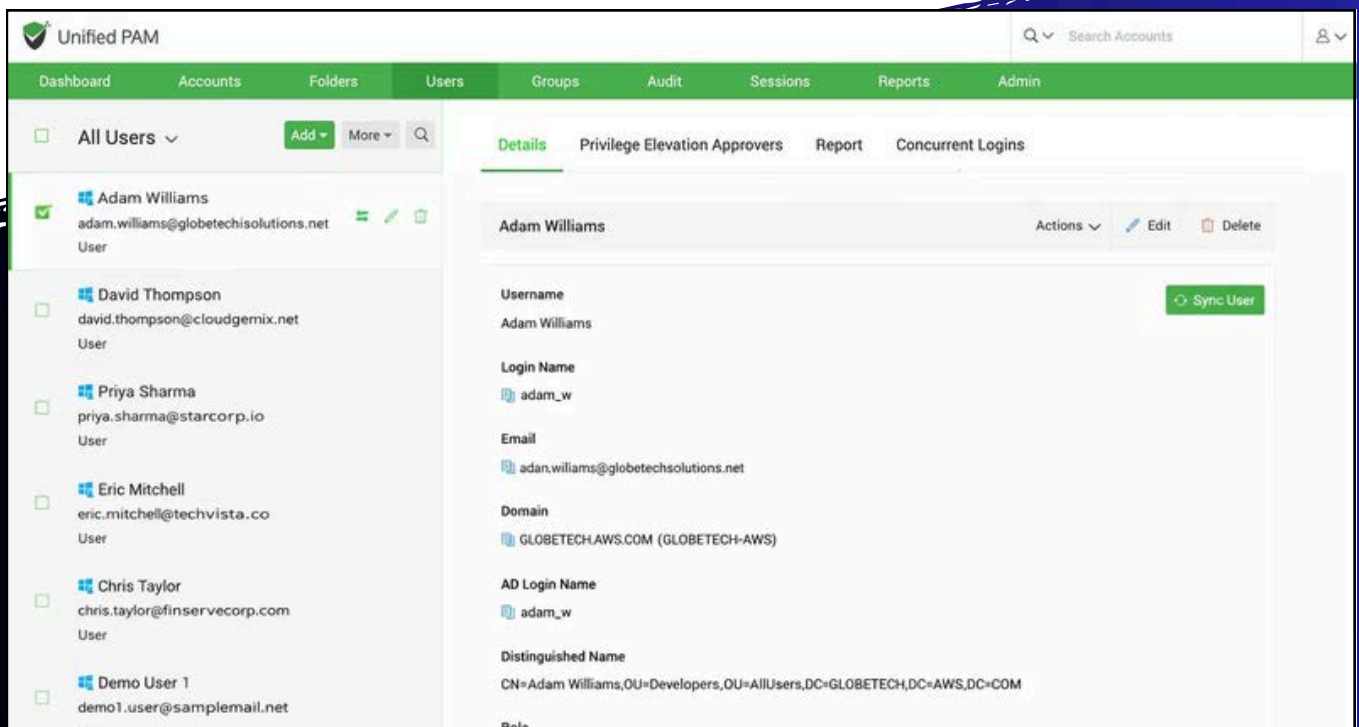 Unified PAM
Search Accounts
Dashboard Accounts Folders Users Groups Audit Sessions Reports Admin
All Users
Add
More
Details Privilege Elevation Approvers Report Concurrent Logins
Adam Williams
adam.williams@globetechisolutions.net
User
David Thompson
david.thompson@cloudgemix.net
User
Priya Sharma
priya.sharma@starcorp.io
User
Eric Mitchell
eric.mitchell@techvista.co
User
Chris Taylor
chris.taylor@finservecorp.com
User
Demo User 1
demo1.user@samplemail.net
Adam Williams
Actions Edit Delete
Username
Adam Williams
Sync User
Login Name
adam_w
Email
adan.wiliams@globetechsolutions.net
Domain
GLOBETECH.AWS.COM (GLOBETECH-AWS)
AD Login Name
adam_w
Distinguished Name
CN=Adam Williams,OU=Developers,OU=AllUsers,DC=GLOBETECH,DC=AWS,DC=COM